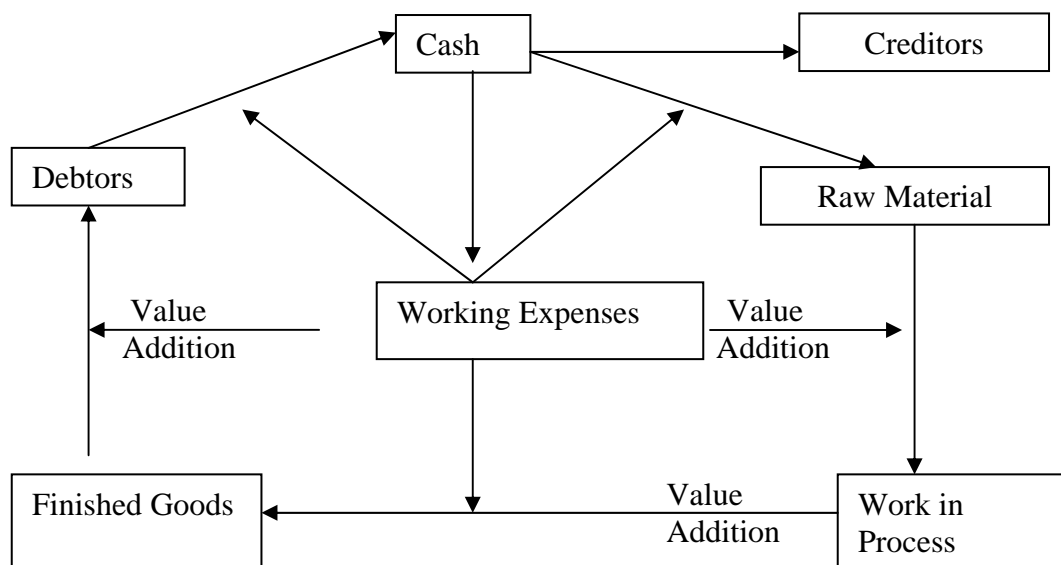 Cash
Creditors
Debtors
Raw Material
Working Expenses
Value
Addition
Value
Addition
Finished Goods
Value
Addition
Work in
Process